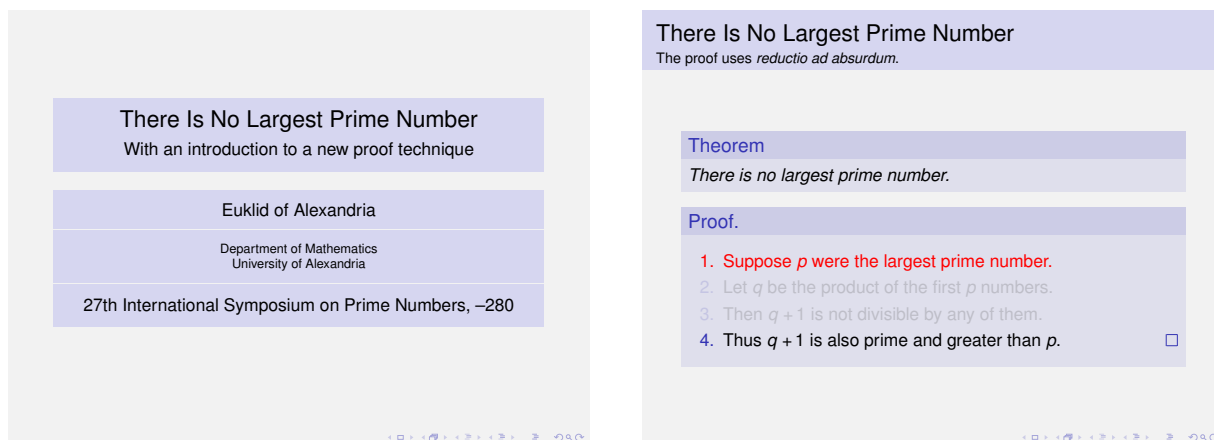 There Is No Largest Prime Number
With an introduction to a new proof technique
Euklid of Alexandria
Department of Mathematics
University of Alexandria
27th International Symposium on Prime Numbers, –280
There Is No Largest Prime Number
The proof uses reductio ad absurdum.
Theorem
There is no largest prime number.
Proof.
1. Suppose p were the largest prime number.
2. Let q be the product of the first p numbers.
3. Then q + 1 is not divisible by any of them.
4. Thus q + 1 is also prime and greater than p. □